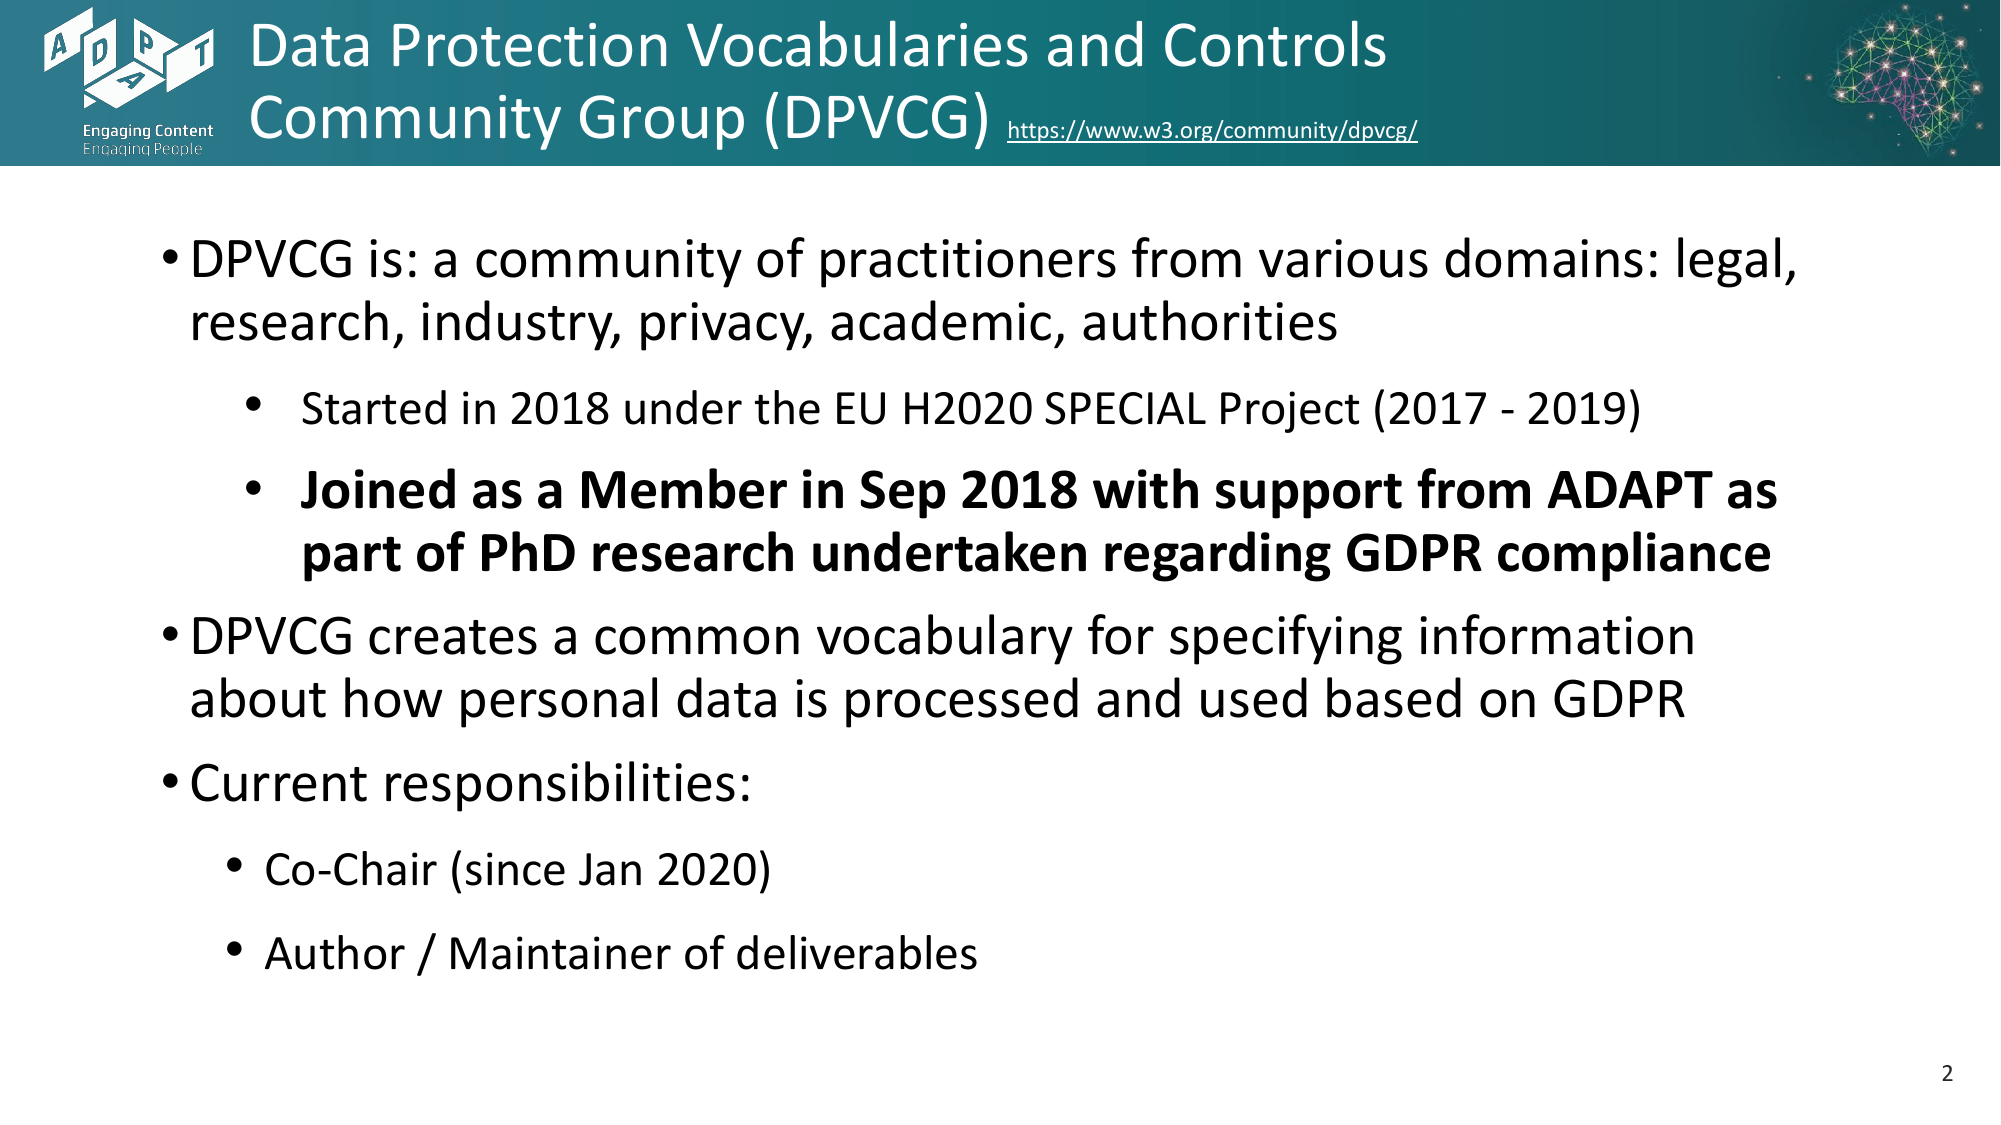 ADAPT
Engaging Content
Engaging People
Data Protection Vocabularies and Controls
Community Group (DPVCG) https://www.w3.org/community/dpvcg/
• DPVCG is: a community of practitioners from various domains: legal,
research, industry, privacy, academic, authorities
• Started in 2018 under the EU H2020 SPECIAL Project (2017 - 2019)
• Joined as a Member in Sep 2018 with support from ADAPT as
part of PhD research undertaken regarding GDPR compliance
• DPVCG creates a common vocabulary for specifying information
about how personal data is processed and used based on GDPR
• Current responsibilities:
• Co-Chair (since Jan 2020)
• Author / Maintainer of deliverables
2